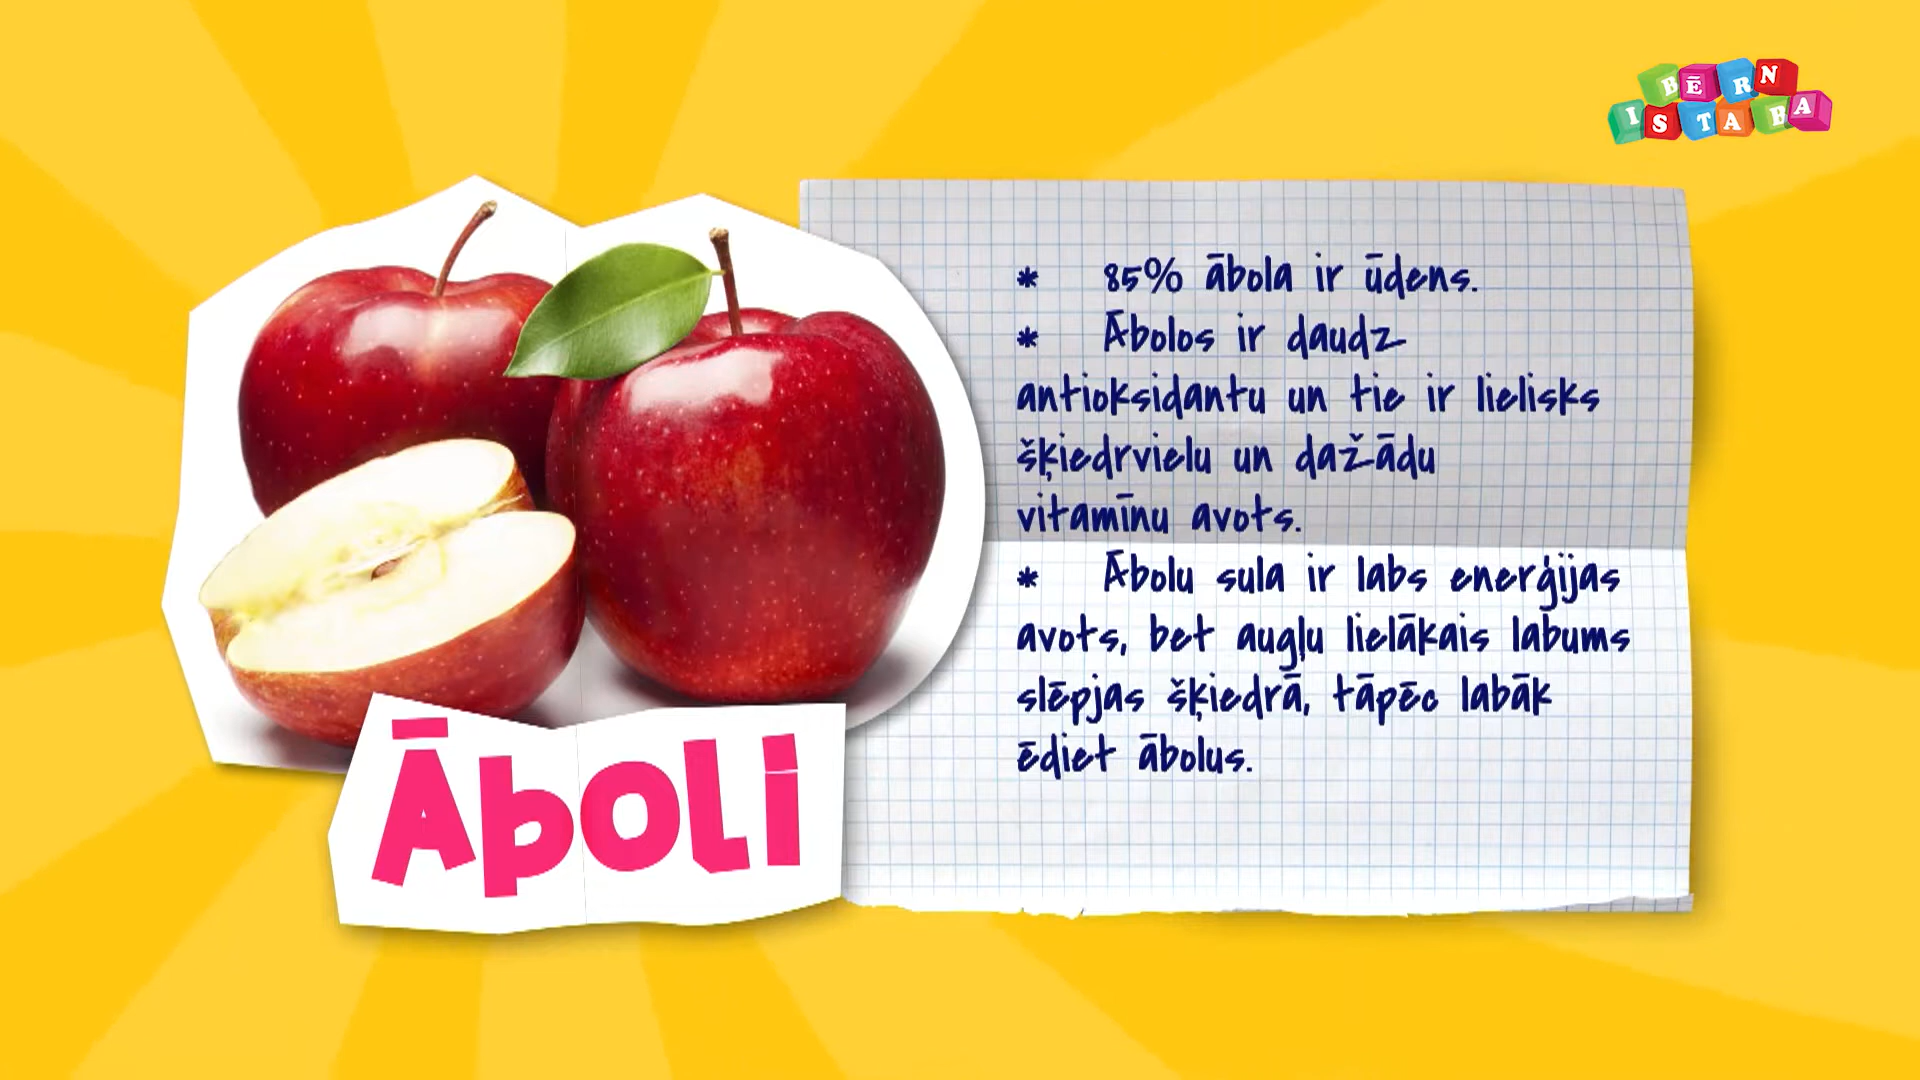 BĒRN
ISTABA
* 85% ābola ir ūdens.
* Ābolos ir daudz
antioksidantu un tie ir lielisks
šķiedrvielu un dažādu
vitamīnu avots.
* Ābolu sula ir labs enerģijas
avots, bet augļu lielākais labums
slēpjas šķiedrā, tāpēc labāk
ēdiet ābolus.
Āboli